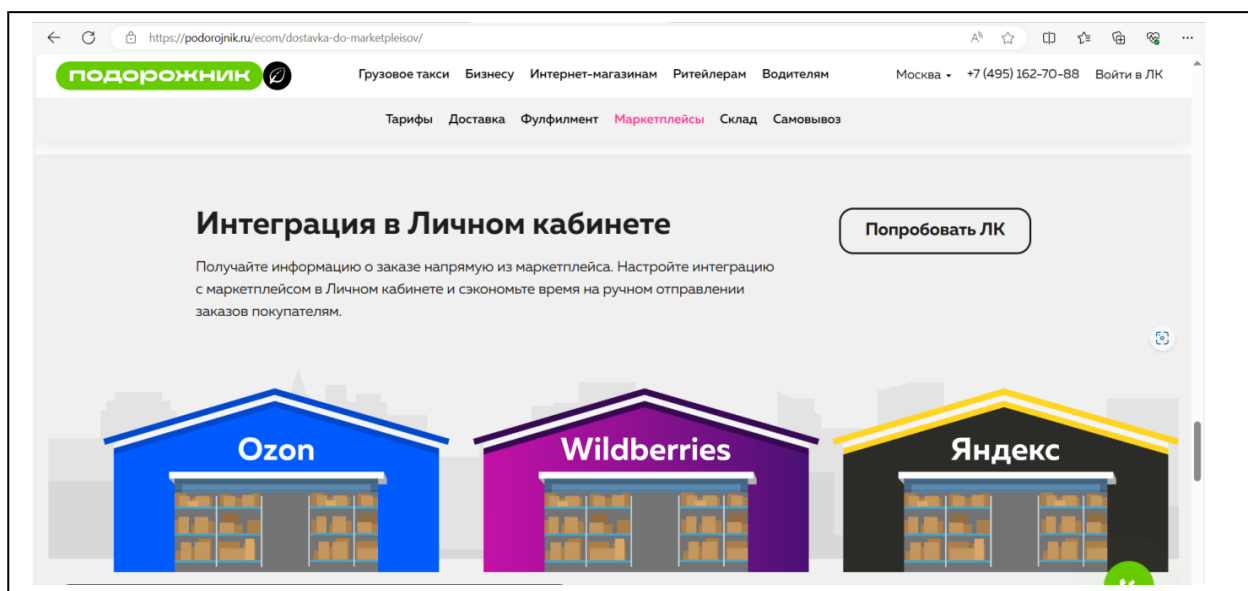 https://podorojnik.ru/ecom/dostavka-do-marketpleisov/
подорожник
Грузовое такси Бизнесу Интернет-магазинам Ритейлерам Водителям
Москва +7 (495) 162-70-88 Войти в ЛК
Тарифы Доставка Фулфилмент Маркетплейсы Склад Самовывоз
Интеграция в Личном кабинете
Попробовать ЛК
Получайте информацию о заказе напрямую из маркетплейса. Настройте интеграцию
с маркетплейсом в Личном кабинете и сэкономьте время на ручном отправлении
заказов покупателям.
Ozon
Wildberries
Яндекс